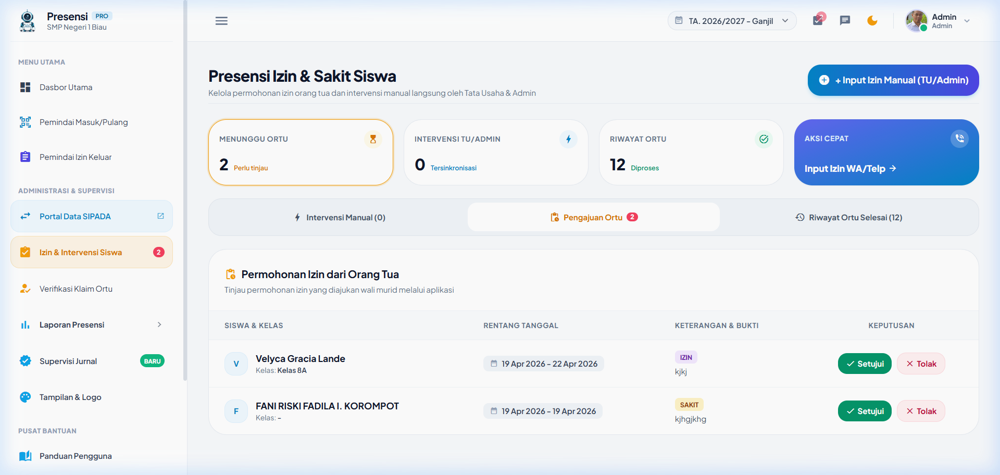 Presensi PRO
SMP Negeri 1 Biau
TA. 2026/2027 - Ganjil
2
Admin
Admin
MENU UTAMA
Dasbor Utama
Pemindai Masuk/Pulang
Pemindai Izin Keluar
ADMINISTRASI & SUPERVISI
Portal Data SIPADA
Izin & Intervensi Siswa 2
Verifikasi Klaim Ortu
Laporan Presensi
Supervisi Jurnal BARU
Tampilan & Logo
PUSAT BANTUAN
Panduan Pengguna
Presensi Izin & Sakit Siswa
Kelola permohonan izin orang tua dan intervensi manual langsung oleh Tata Usaha & Admin
+ Input Izin Manual (TU/Admin)
MENUNGGU ORTU
2 Perlu tinjau
INTERVENSI TU/ADMIN
0 Tersinkronisasi
RIWAYAT ORTU
12 Diproses
AKSI CEPAT
Input Izin WA/Telp →
Intervensi Manual (0)
Pengajuan Ortu 2
Riwayat Ortu Selesai (12)
Permohonan Izin dari Orang Tua
Tinjau permohonan izin yang diajukan wali murid melalui aplikasi
SISWA & KELAS RENTANG TANGGAL KETERANGAN & BUKTI KEPUTUSAN
V
Velyca Gracia Lande
Kelas: Kelas 8A
19 Apr 2026 - 22 Apr 2026
IZIN
kjkj
Setujui
Tolak
F
FANI RISKI FADILA I. KOROMPOT
Kelas: -
19 Apr 2026 - 19 Apr 2026
SAKIT
kjhgjkhg
Setujui
Tolak